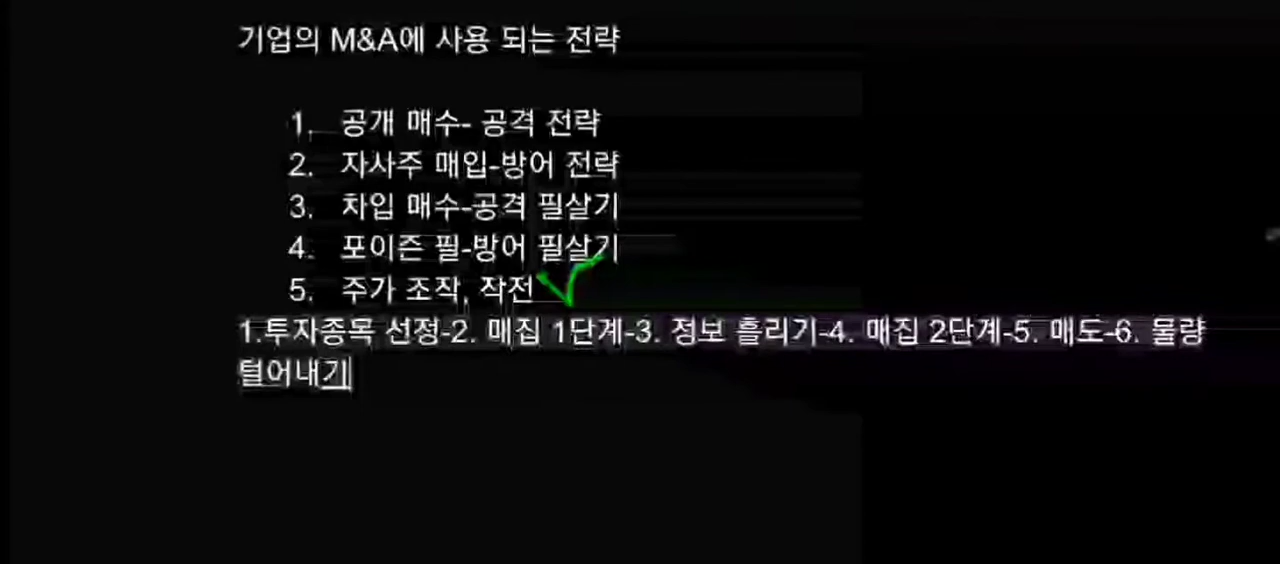 기업의 M&A에 사용 되는 전략
1. 공개 매수- 공격 전략
2. 자사주 매입-방어 전략
3. 차입 매수-공격 필살기
4. 포이즌 필-방어 필살기
5. 주가 조작, 작전
1.투자종목 선정-2. 매집 1단계-3. 정보 흘리기-4. 매집 2단계-5. 매도-6. 물량
털어내기